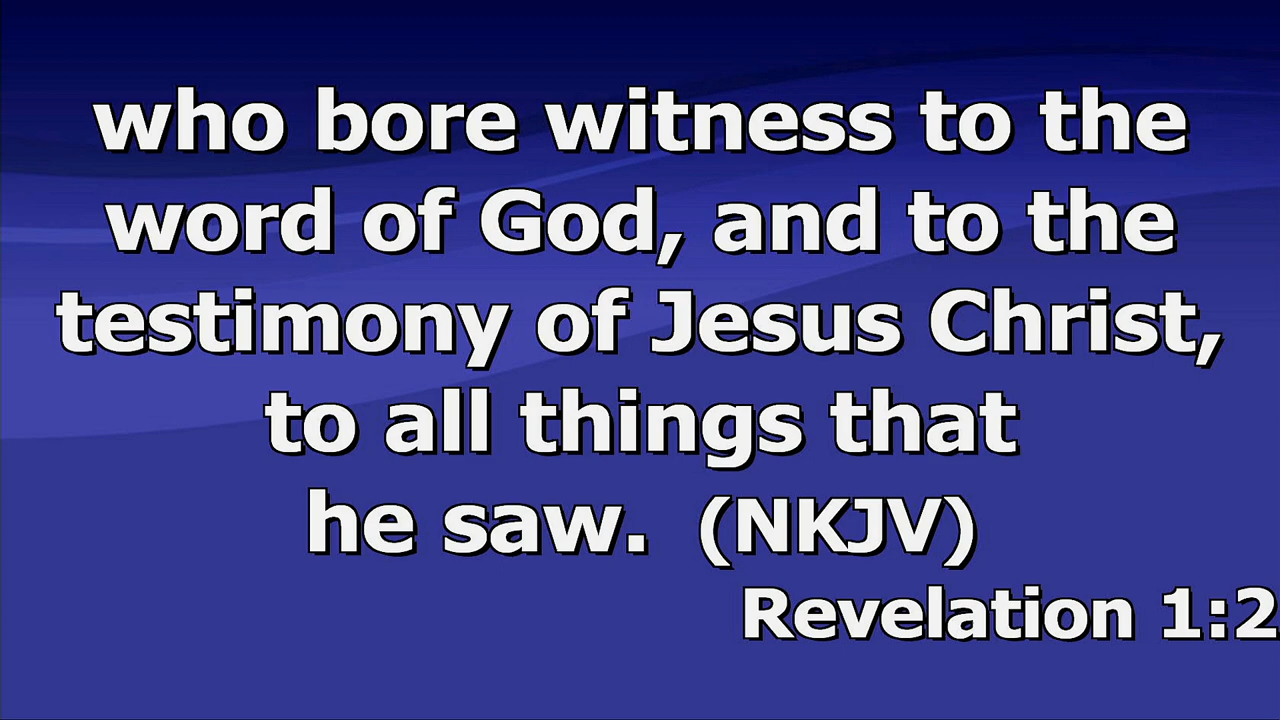 who bore witness to the
word of God, and to the
testimony of Jesus Christ,
to all things that
he saw. (NKJV)
Revelation 1:2